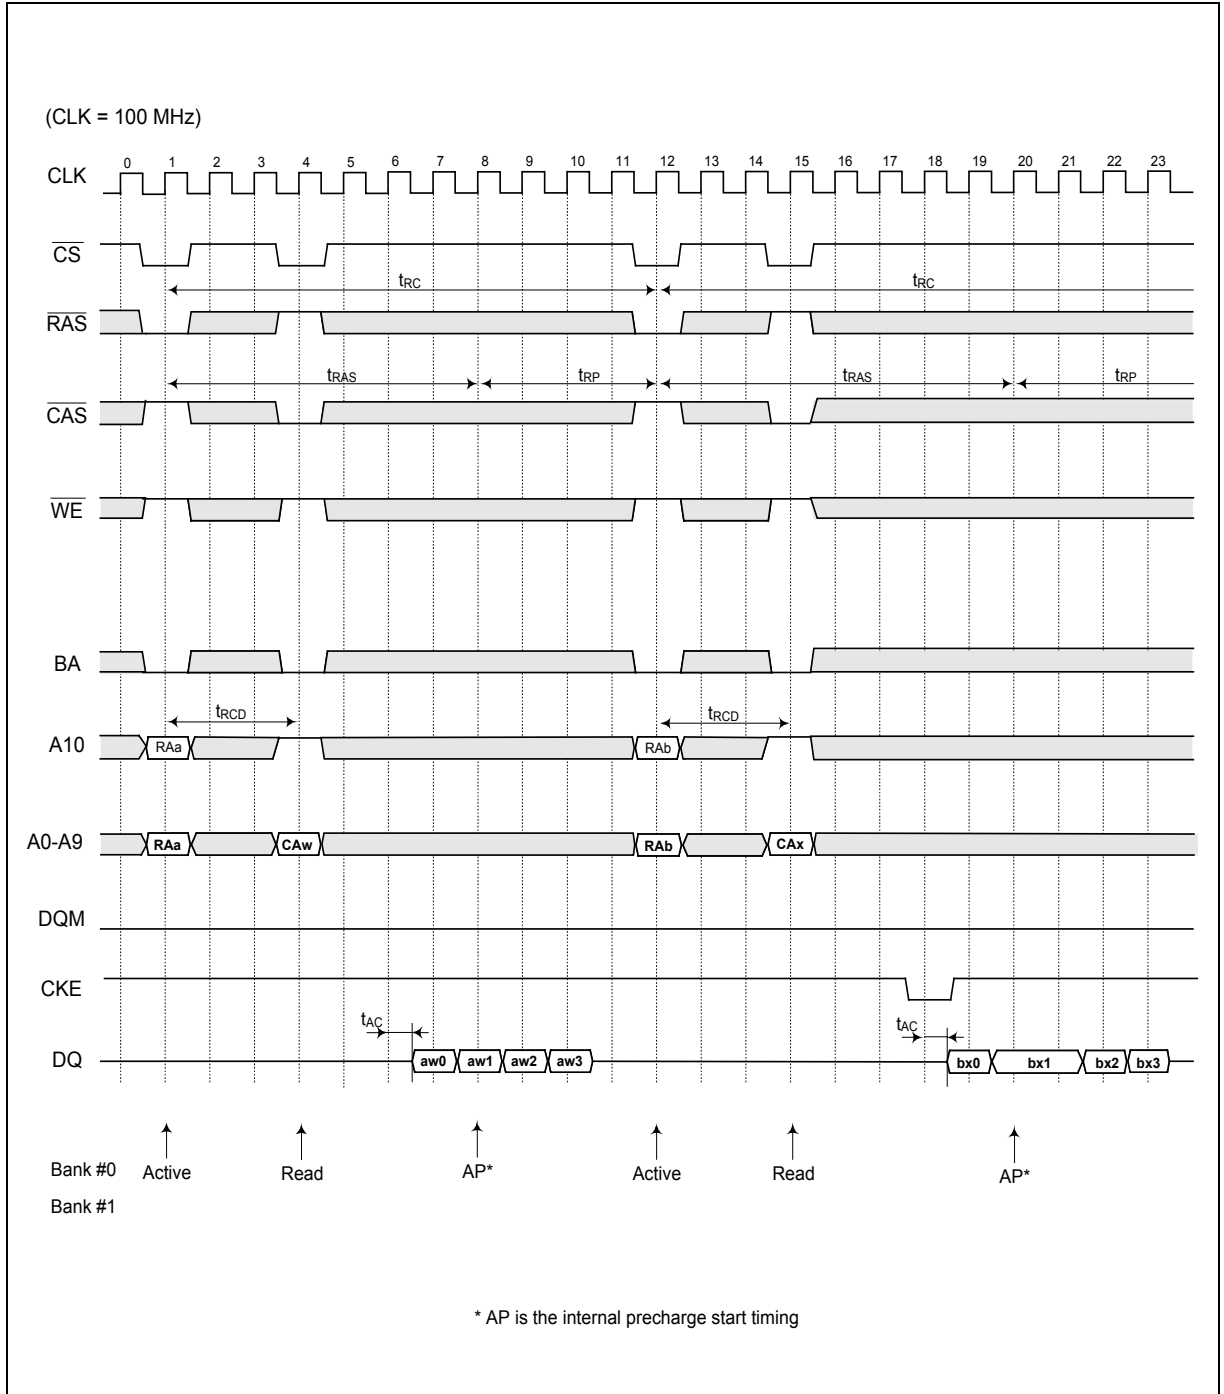 (CLK = 100 MHz)
0 1 2 3 4 5 6 7 8 9 10 11 12 13 14 15 16 17 18 19 20 21 22 23
CLK
CS
tRC tRC
RAS
tRAS tRP tRAS tRP
CAS
WE
BA
tRCD tRCD
A10 RAa RAb
A0-A9 RAa CAw RAb CAx
DQM
CKE
tAC tAC
DQ aw0 aw1 aw2 aw3 bx0 bx1 bx2 bx3
Bank #0 Active Read AP* Active Read AP*
Bank #1
* AP is the internal precharge start timing